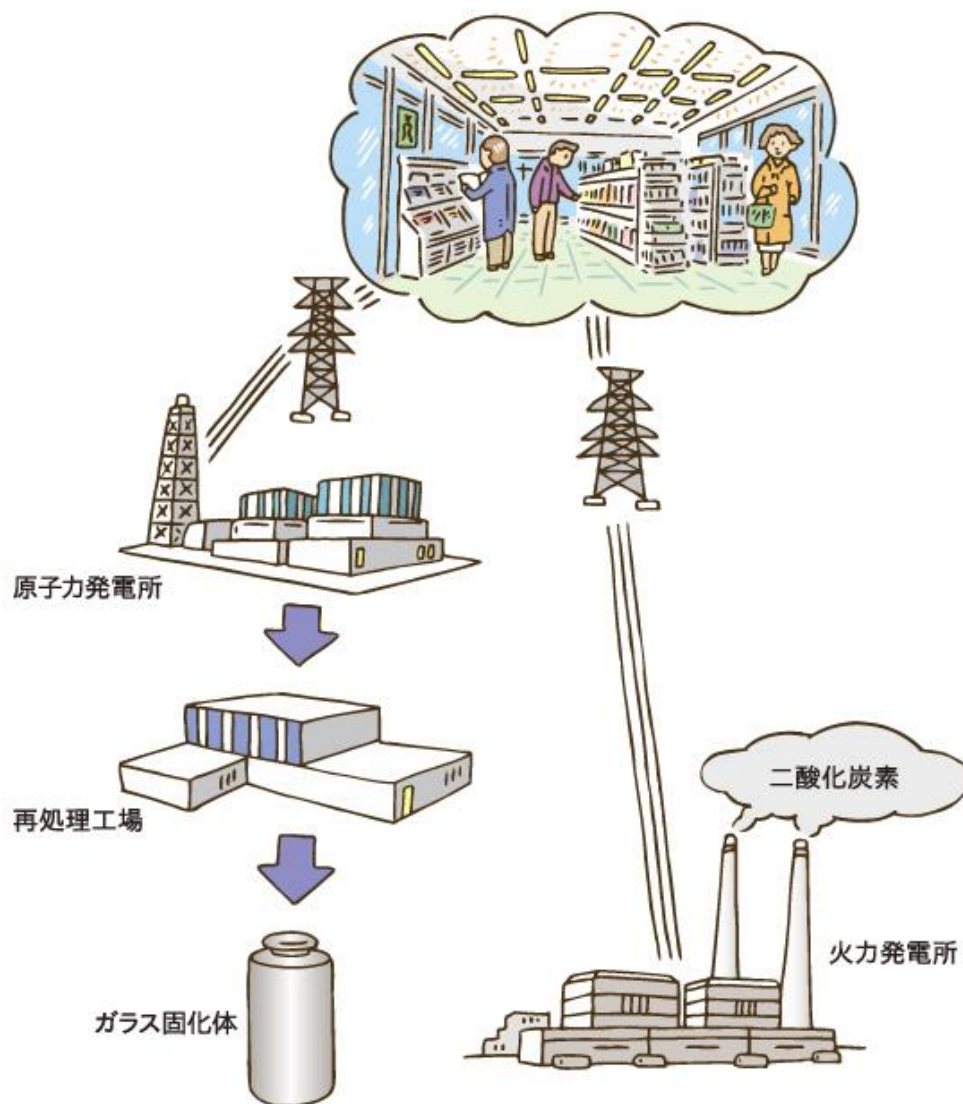 原子力発電所
再処理工場
二酸化炭素
火力発電所
ガラス固化体